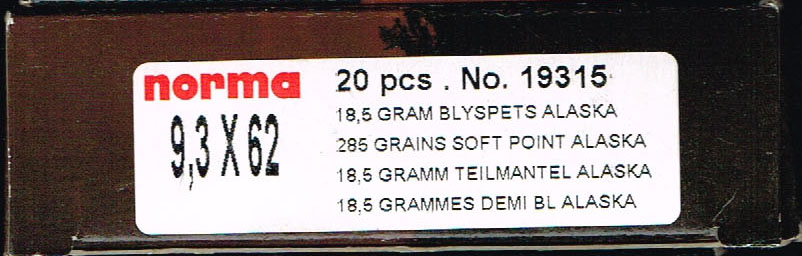 norma
9,3 X 62
20 pcs . No. 19315
18,5 GRAM BLYSPETS ALASKA
285 GRAINS SOFT POINT ALASKA
18,5 GRAMM TEILMANTEL ALASKA
18,5 GRAMMES DEMI BL ALASKA